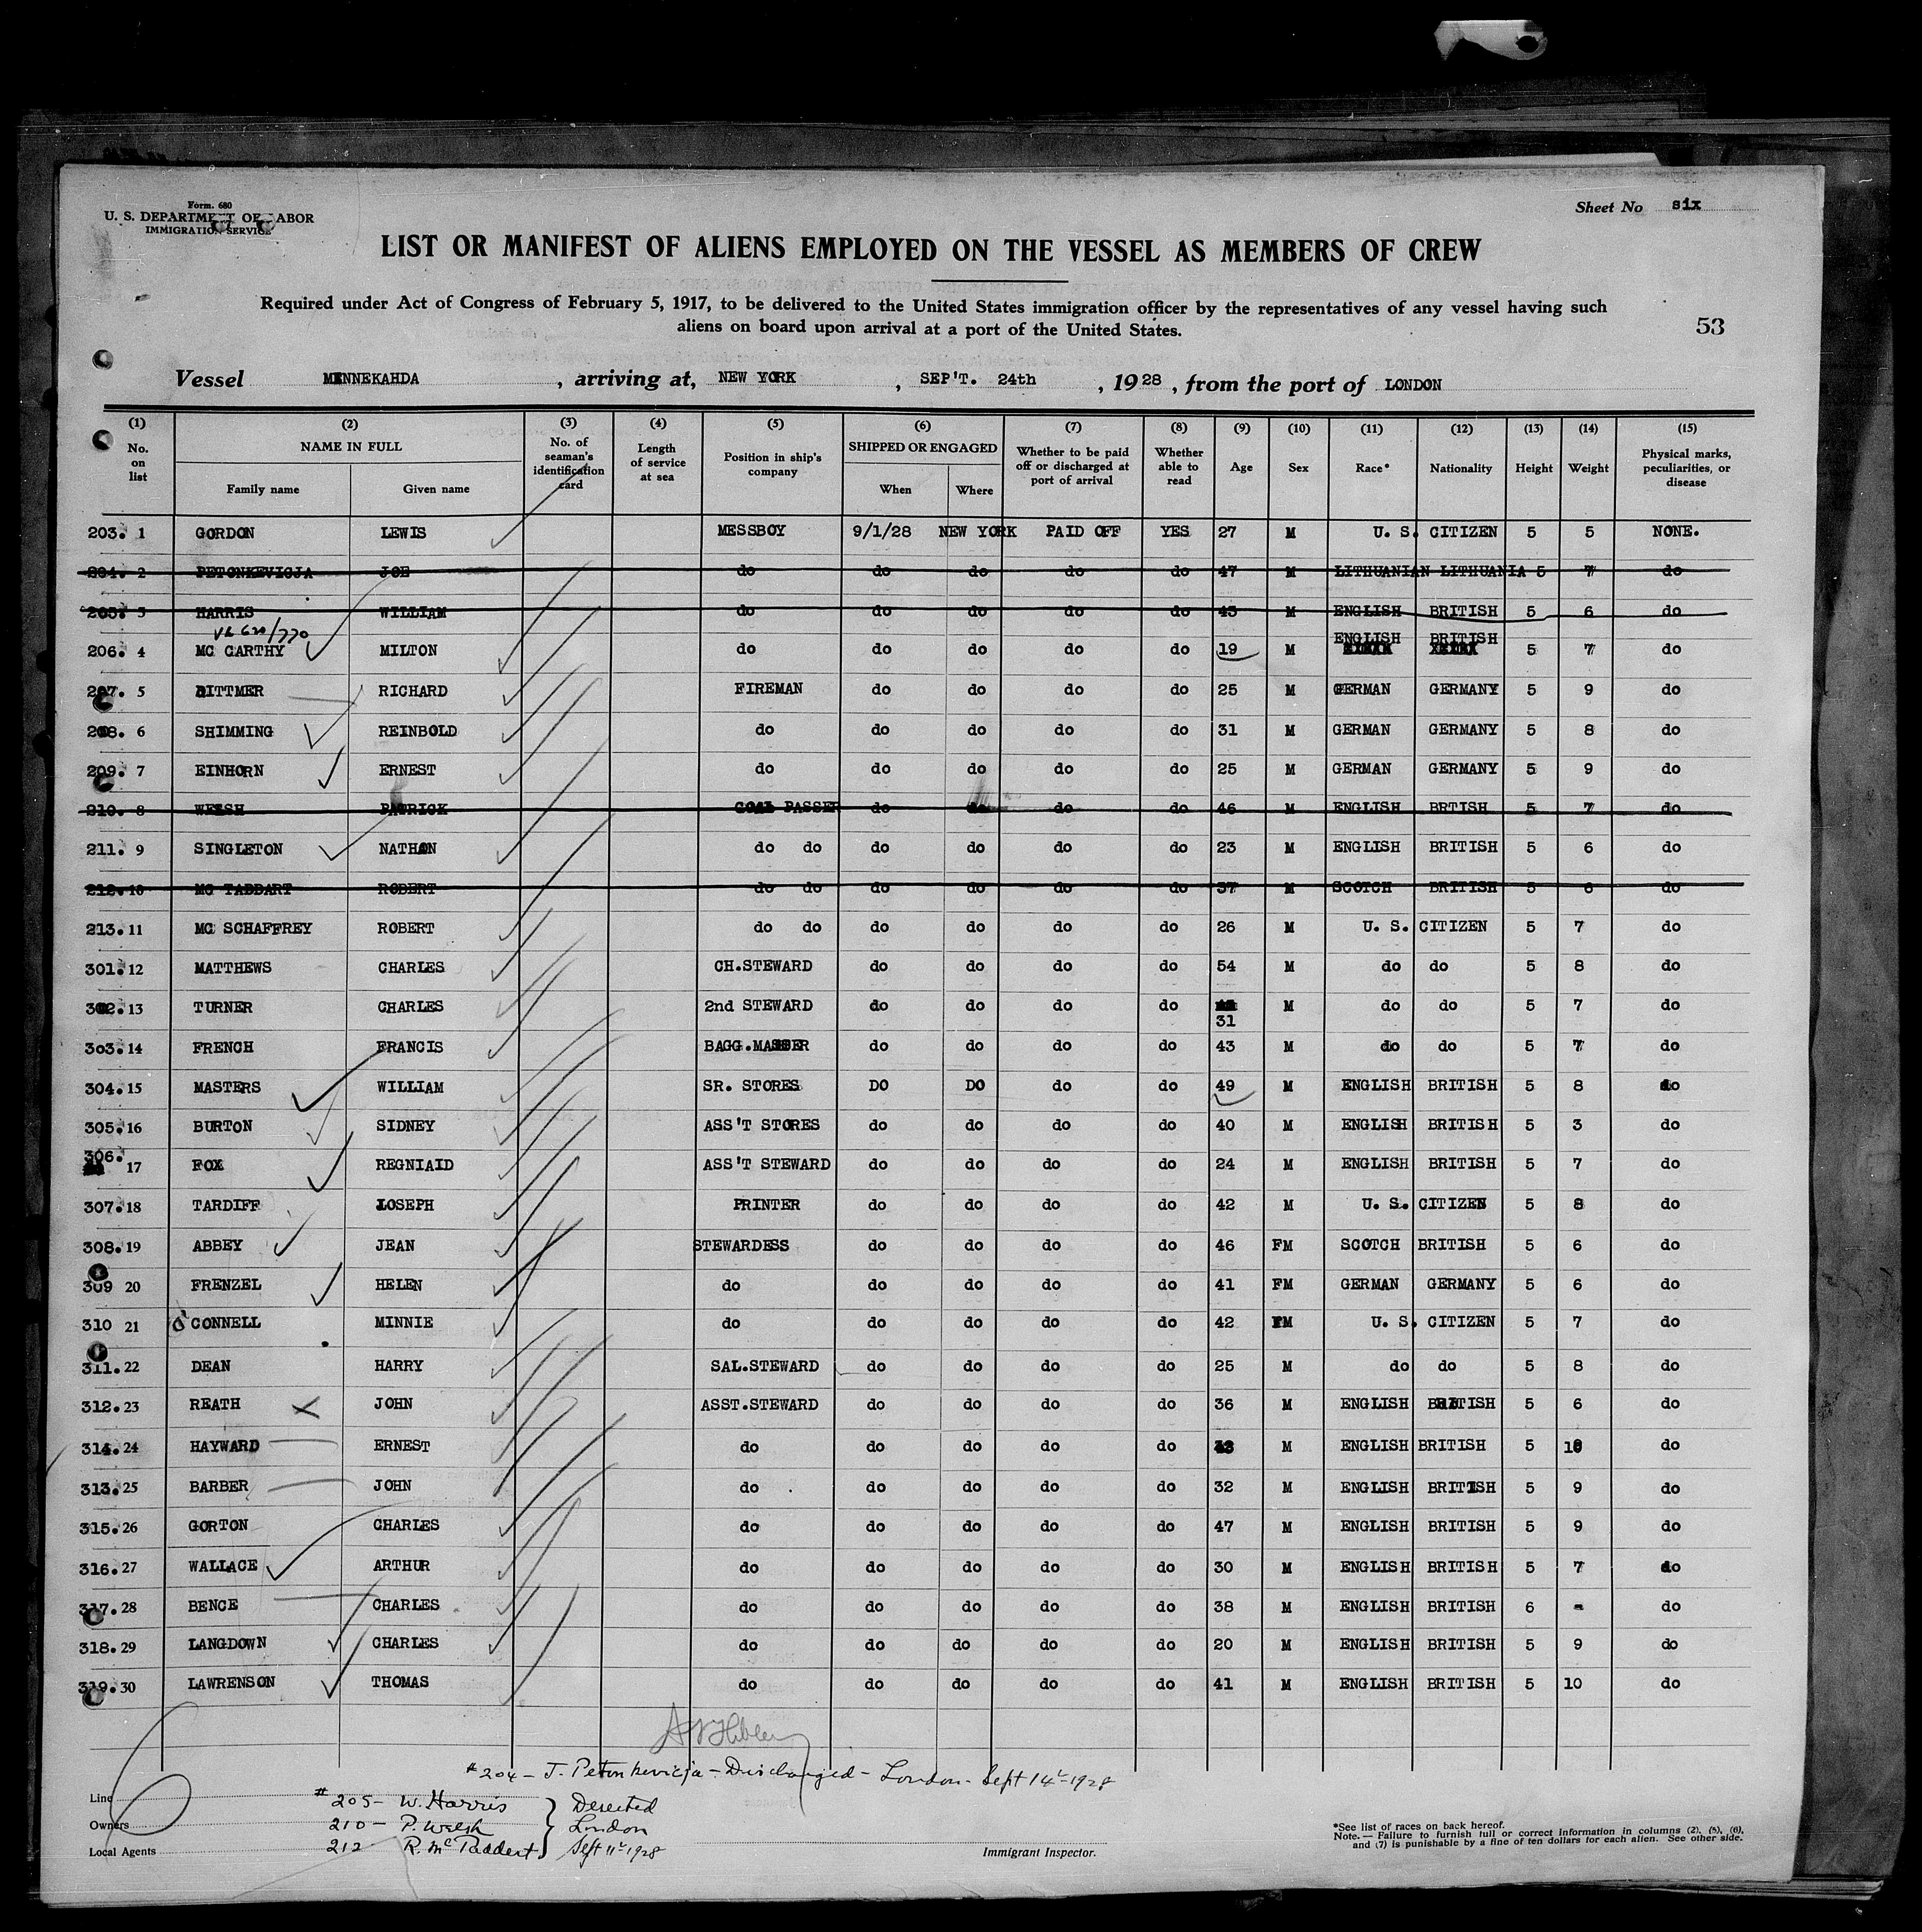 Form. 680
U. S. DEPARTMENT OF LABOR
IMMIGRATION SERVICE
Sheet No six
LIST OR MANIFEST OF ALIENS EMPLOYED ON THE VESSEL AS MEMBERS OF CREW
Required under Act of Congress of February 5, 1917, to be delivered to the United States immigration officer by the representatives of any vessel having such
aliens on board upon arrival at a port of the United States.
53
Vessel MINNEKAHDA, arriving at, NEW YORK, SEP'T. 24th, 1928, from the port of LONDON
(1) (2) (3) (4) (5) (6) (7) (8) (9) (10) (11) (12) (13) (14) (15)
No. on list NAME IN FULL Family name Given name No. of seaman's identification card Length of service at sea Position in ship's company SHIPPED OR ENGAGED When Where Whether to be paid off or discharged at port of arrival Whether able to read Age Sex Race* Nationality Height Weight Physical marks, peculiarities, or disease
203. 1 GORDON LEWIS MESSBOY 9/1/28 NEW YORK PAID OFF YES 27 M U. S. CITIZEN 5 5 NONE.
204. 2 PETONKEVICJA JOE do do do do do 47 M LITHUANIAN LITHUANIA 5 7 do
205. 3 HARRIS WILLIAM do do do do do 43 M ENGLISH BRITISH 5 6 do
206. 4 MC CARTHY MILTON do do do do do 19 M ENGLISH BRITISH 5 7 do
207. 5 DITTMER RICHARD FIREMAN do do do do 25 M GERMAN GERMANY 5 9 do
208. 6 SHIMMING REINBOLD do do do do do 31 M GERMAN GERMANY 5 8 do
209. 7 EINHORN ERNEST do do do do do 25 M GERMAN GERMANY 5 9 do
210. 8 WELSH PATRICK COAL PASSER do do do do 46 M ENGLISH BRTISH 5 7 do
211. 9 SINGLETON NATHAN do do do do do do 23 M ENGLISH BRITISH 5 6 do
212. 10 MC TADDART ROBERT do do do do do do 37 M SCOTCH BRITISH 5 6 do
213. 11 MC SCHAFFREY ROBERT do do do do do do 26 M U. S. CITIZEN 5 7 do
301. 12 MATTHEWS CHARLES CH.STEWARD do do do do 54 M do do 5 8 do
302. 13 TURNER CHARLES 2nd STEWARD do do do do 31 M do do 5 7 do
303. 14 FRENCH FRANCIS BAGG.MASTER do do do do 43 M do do 5 7 do
304. 15 MASTERS WILLIAM SR. STORES DO DO do do 49 M ENGLISH BRITISH 5 8 do
305. 16 BURTON SIDNEY ASS'T STORES do do do do 40 M ENGLISH BRITISH 5 3 do
306. 17 FOX REGNIAID ASS'T STEWARD do do do do 24 M ENGLISH BRITISH 5 7 do
307. 18 TARDIFF JOSEPH PRINTER do do do do 42 M U. S. CITIZEN 5 8 do
308. 19 ABBEY JEAN STEWARDESS do do do do 46 FM SCOTCH BRITISH 5 6 do
309 20 FRENZEL HELEN do do do do do 41 FM GERMAN GERMANY 5 6 do
310 21 O'CONNELL MINNIE do do do do do 42 FM U. S. CITIZEN 5 7 do
311. 22 DEAN HARRY SAL.STEWARD do do do do 25 M do do 5 8 do
312. 23 REATH JOHN ASST.STEWARD do do do do 36 M ENGLISH BRITISH 5 6 do
314. 24 HAYWARD ERNEST do do do do do M ENGLISH BRITISH 5 do
313. 25 BARBER JOHN do do do do do 32 M ENGLISH BRITISH 5 9 do
315. 26 GORTON CHARLES do do do do do 47 M ENGLISH BRITISH 5 9 do
316. 27 WALLACE ARTHUR do do do do do 30 M ENGLISH BRITISH 5 7 do
317. 28 BENCE CHARLES do do do do do 38 M ENGLISH BRITISH 6 - do
318. 29 LANGDOWN CHARLES do do do do do 20 M ENGLISH BRITISH 5 9 do
319. 30 LAWRENSON THOMAS do do do do do 41 M ENGLISH BRITISH 5 10 do
#204 - J. Petonkevicja - Discharged - London - Sept 14th 1928
Line
#205 - W. Harris } Deserted
Owners 210 - P. Welsh } London
Local Agents 212 R. McTaddart } Sept 11th 1928
Immigrant Inspector.
*See list of races on back hereof.
Note.—Failure to furnish full or correct information in columns (2), (5), (6),
and (7) is punishable by a fine of ten dollars for each alien. See other side.